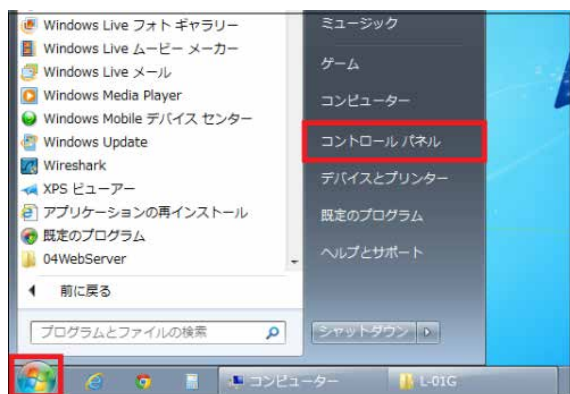 Windows Live フォト ギャラリー
Windows Live ムービー メーカー
Windows Live メール
Windows Media Player
Windows Mobile デバイス センター
Windows Update
Wireshark
XPS ビューアー
アプリケーションの再インストール
既定のプログラム
04WebServer
前に戻る
プログラムとファイルの検索
ミュージック
ゲーム
コンピューター
コントロール パネル
デバイスとプリンター
既定のプログラム
ヘルプとサポート
シャットダウン
コンピューター
L-01G